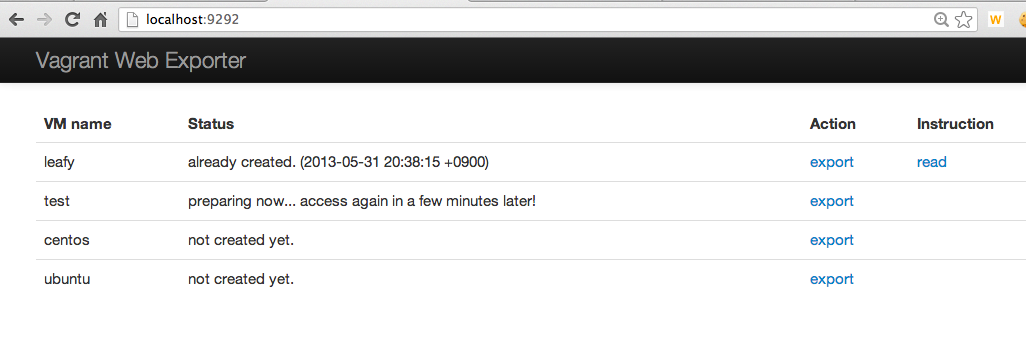 localhost:9292
W
Vagrant Web Exporter
VM name Status Action Instruction
leafy already created. (2013-05-31 20:38:15 +0900) export read
test preparing now... access again in a few minutes later! export
centos not created yet. export
ubuntu not created yet. export